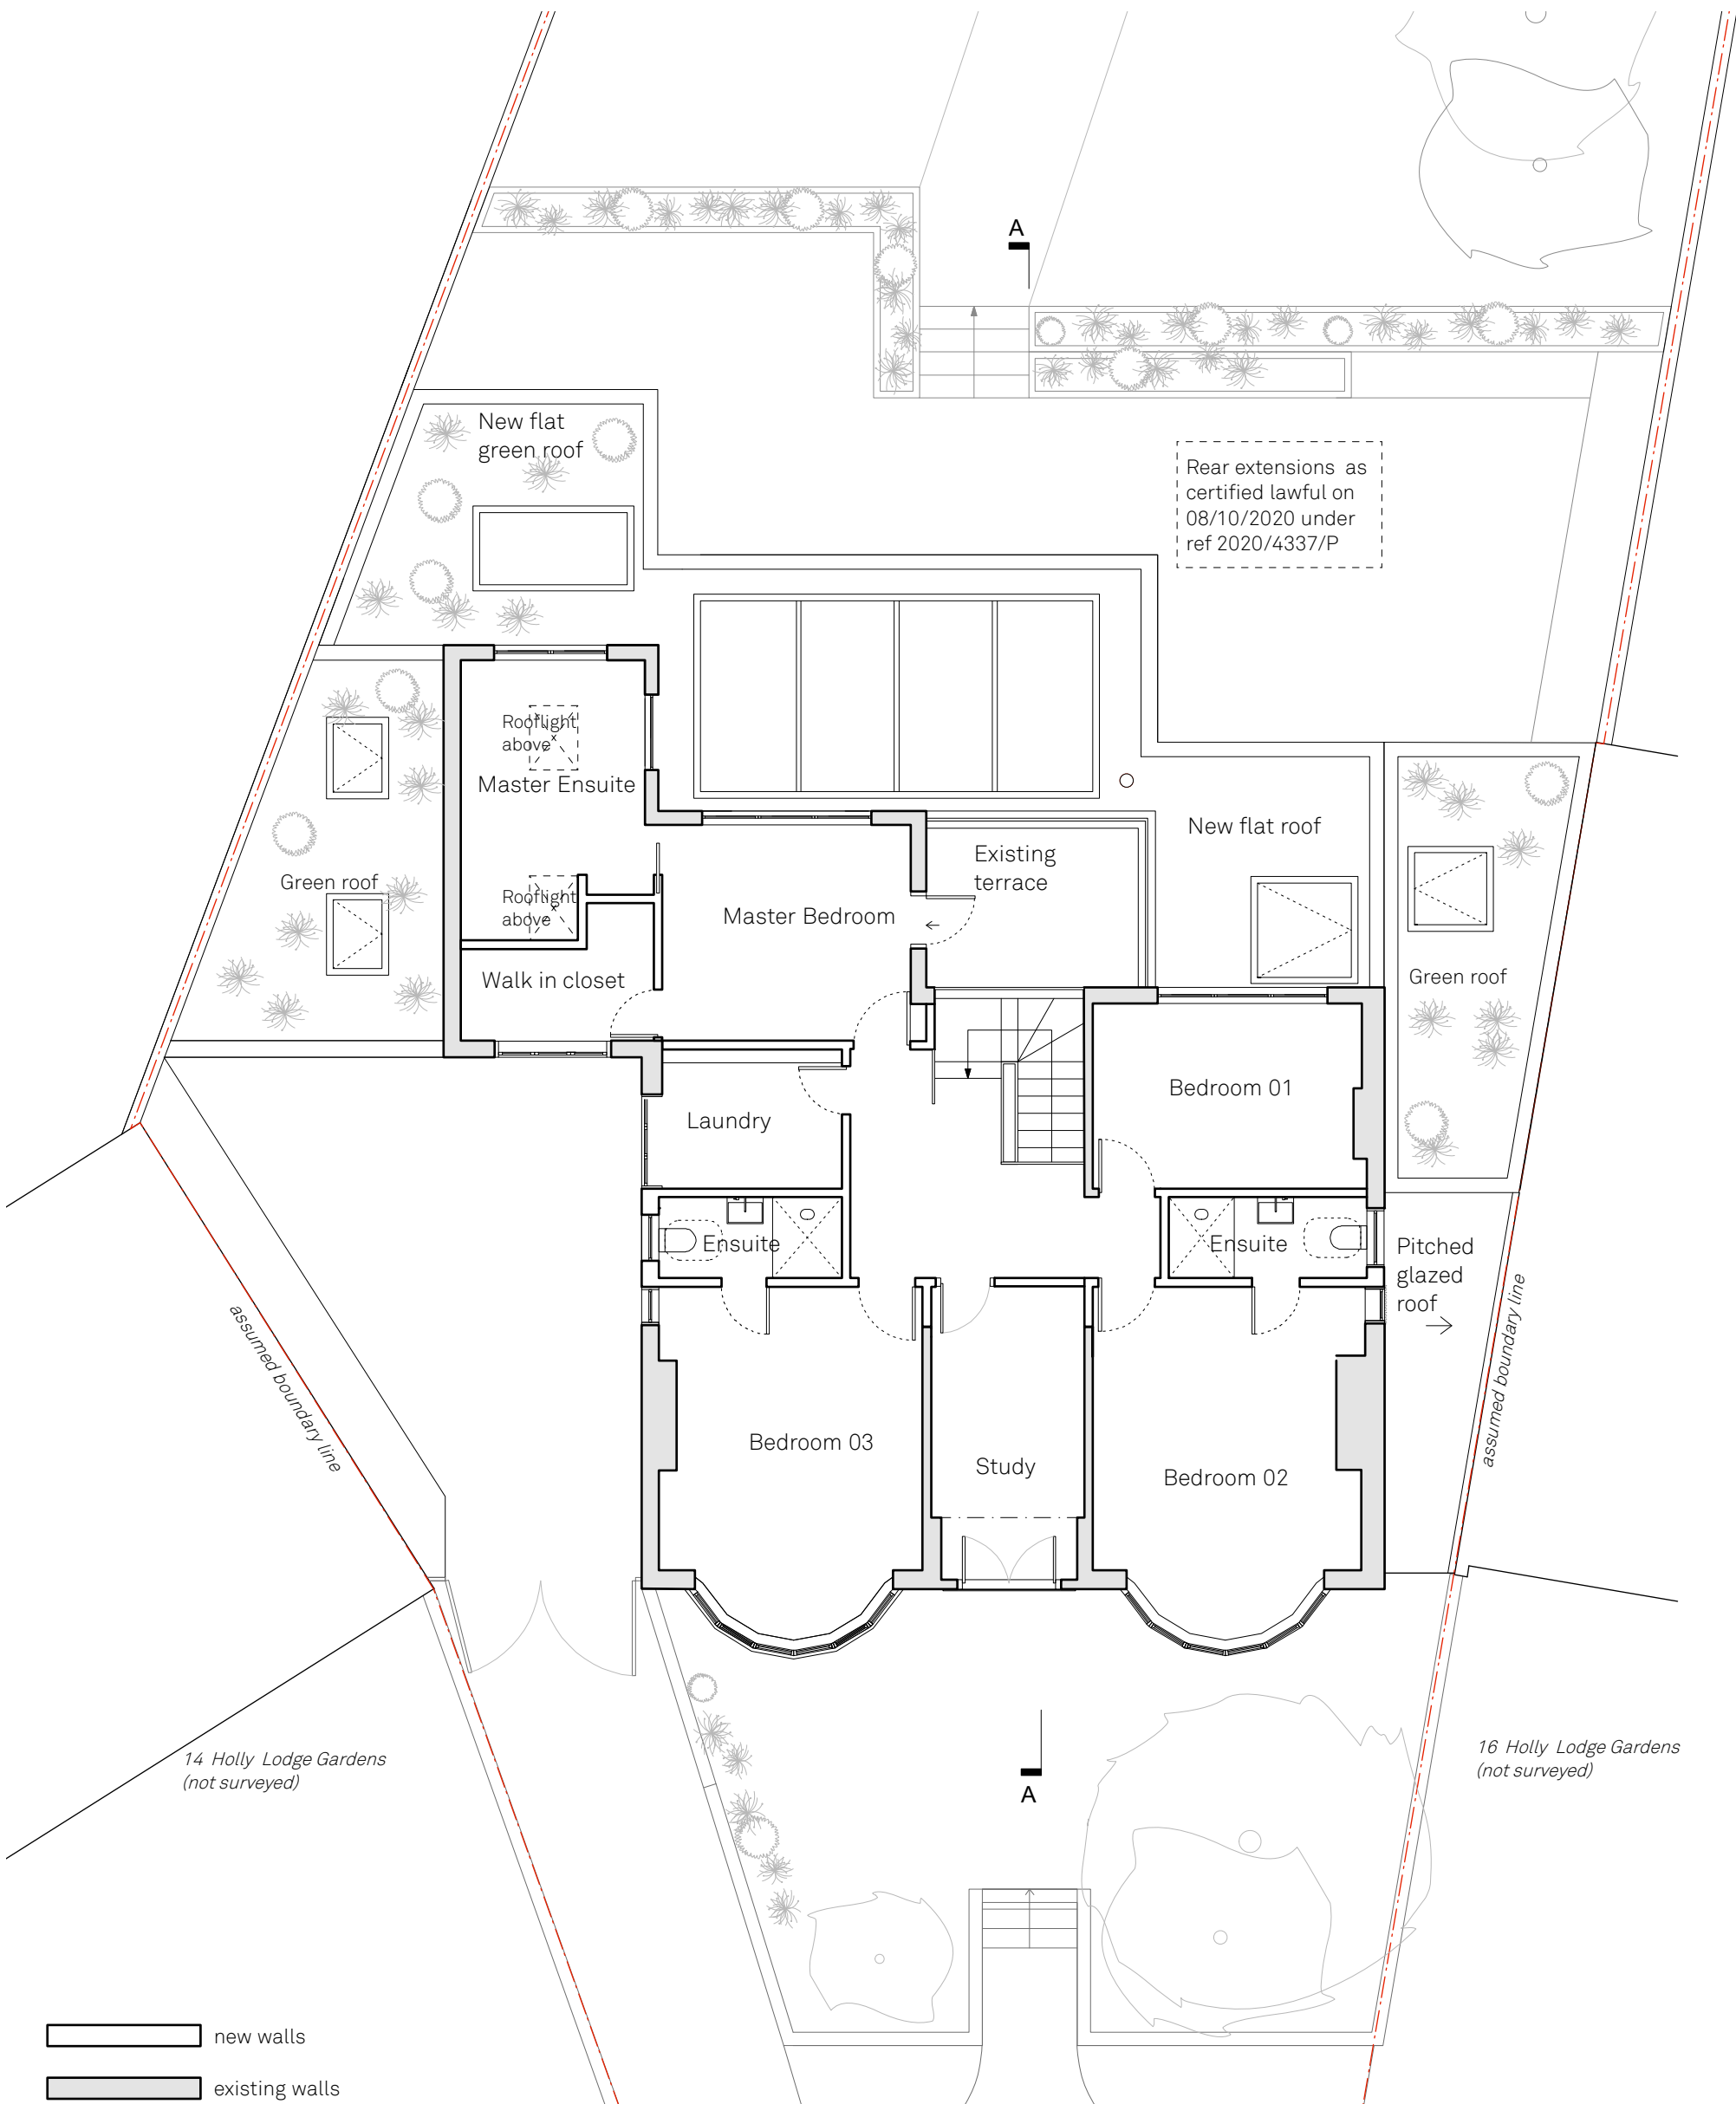 A
New flat
green roof
Rear extensions as
certified lawful on
08/10/2020 under
ref 2020/4337/P
Rooflight
above
Master Ensuite
New flat roof
Existing
terrace
Green roof
Rooflight
above
Master Bedroom
Walk in closet
Green roof
Bedroom 01
Laundry
Ensuite
Ensuite
Pitched
glazed
roof
assumed boundary line
assumed boundary line
Bedroom 03
Study
Bedroom 02
14 Holly Lodge Gardens
(not surveyed)
16 Holly Lodge Gardens
(not surveyed)
A
new walls
existing walls